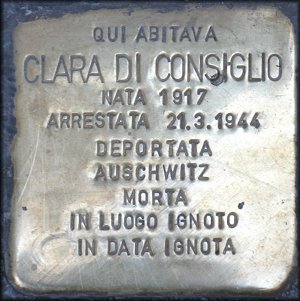 QUI ABITAVA
CLARA DI CONSIGLIO
NATA 1917
ARRESTATA 21.3.1944
DEPORTATA
AUSCHWITZ
MORTA
IN LUOGO IGNOTO
IN DATA IGNOTA